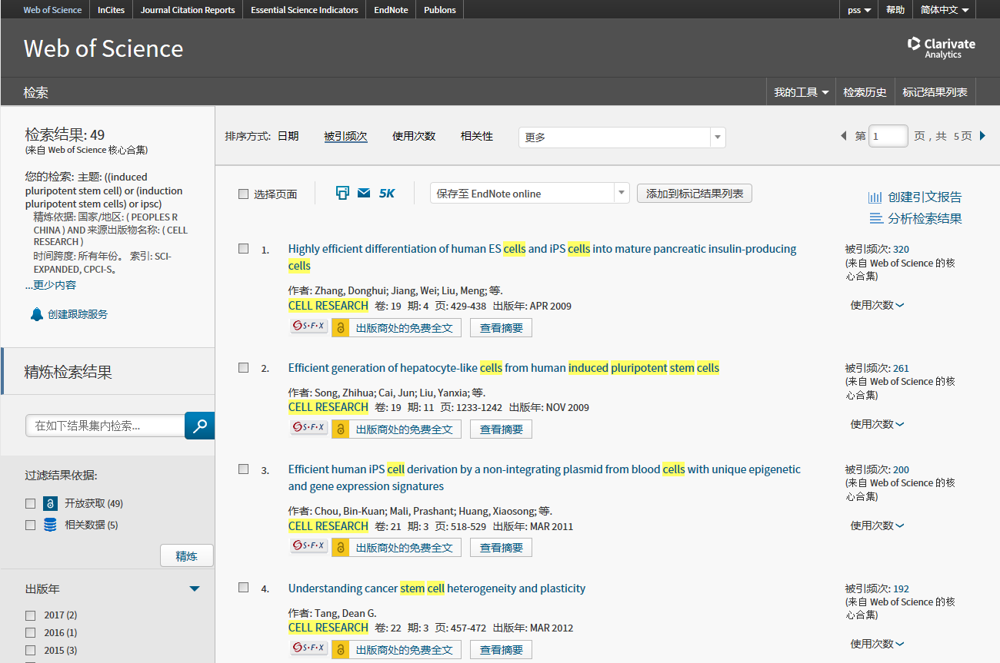 Web of Science InCites Journal Citation Reports Essential Science Indicators EndNote Publons pss 帮助 简体中文
Web of Science
Clarivate
Analytics
检索 我的工具 检索历史 标记结果列表
检索结果: 49
(来自 Web of Science 核心合集)
您的检索: 主题: ((induced
pluripotent stem cell) or (induction
pluripotent stem cells) or ipsc)
精炼依据: 国家/地区: ( PEOPLES R
CHINA ) AND 来源出版物名称: ( CELL
RESEARCH )
时间跨度: 所有年份。 索引: SCI-
EXPANDED, CPCI-S。
...更少内容
创建跟踪服务
精炼检索结果
在如下结果集内检索...
过滤结果依据:
开放获取 (49)
相关数据 (5)
精炼
出版年
2017 (2)
2016 (1)
2015 (3)
排序方式: 日期 被引频次 使用次数 相关性 更多
第 1 页,共 5 页
选择页面 5K 保存至 EndNote online 添加到标记结果列表
创建引文报告
分析检索结果
1. Highly efficient differentiation of human ES cells and iPS cells into mature pancreatic insulin-producing
cells
作者: Zhang, Donghui; Jiang, Wei; Liu, Meng; 等.
CELL RESEARCH 卷: 19 期: 4 页: 429-438 出版年: APR 2009
S·F·X 出版商处的免费全文 查看摘要
被引频次: 320
(来自 Web of Science 的核
心合集)
使用次数
2. Efficient generation of hepatocyte-like cells from human induced pluripotent stem cells
作者: Song, Zhihua; Cai, Jun; Liu, Yanxia; 等.
CELL RESEARCH 卷: 19 期: 11 页: 1233-1242 出版年: NOV 2009
S·F·X 出版商处的免费全文 查看摘要
被引频次: 261
(来自 Web of Science 的核
心合集)
使用次数
3. Efficient human iPS cell derivation by a non-integrating plasmid from blood cells with unique epigenetic
and gene expression signatures
作者: Chou, Bin-Kuan; Mali, Prashant; Huang, Xiaosong; 等.
CELL RESEARCH 卷: 21 期: 3 页: 518-529 出版年: MAR 2011
S·F·X 出版商处的免费全文 查看摘要
被引频次: 200
(来自 Web of Science 的核
心合集)
使用次数
4. Understanding cancer stem cell heterogeneity and plasticity
作者: Tang, Dean G.
CELL RESEARCH 卷: 22 期: 3 页: 457-472 出版年: MAR 2012
S·F·X 出版商处的免费全文 查看摘要
被引频次: 192
(来自 Web of Science 的核
心合集)
使用次数